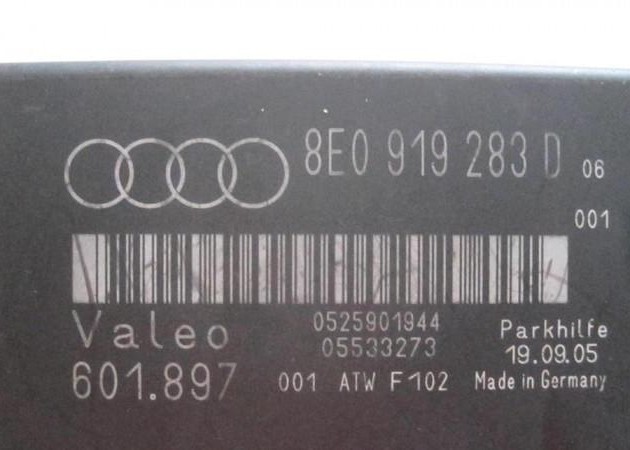 8E0 919 283 D 06
001
Valeo 0525901944 Parkhilfe
05533273 19.09.05
601.897 001 ATW F102 Made in Germany